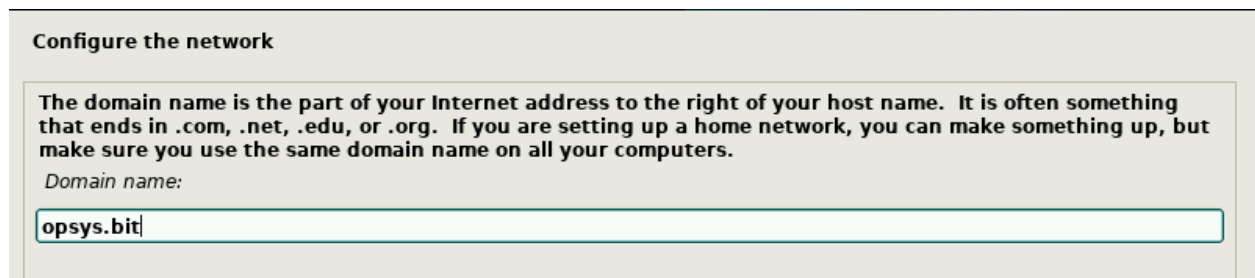 Configure the network
The domain name is the part of your Internet address to the right of your host name.  It is often something
that ends in .com, .net, .edu, or .org.  If you are setting up a home network, you can make something up, but
make sure you use the same domain name on all your computers.
Domain name:
opsys.bit